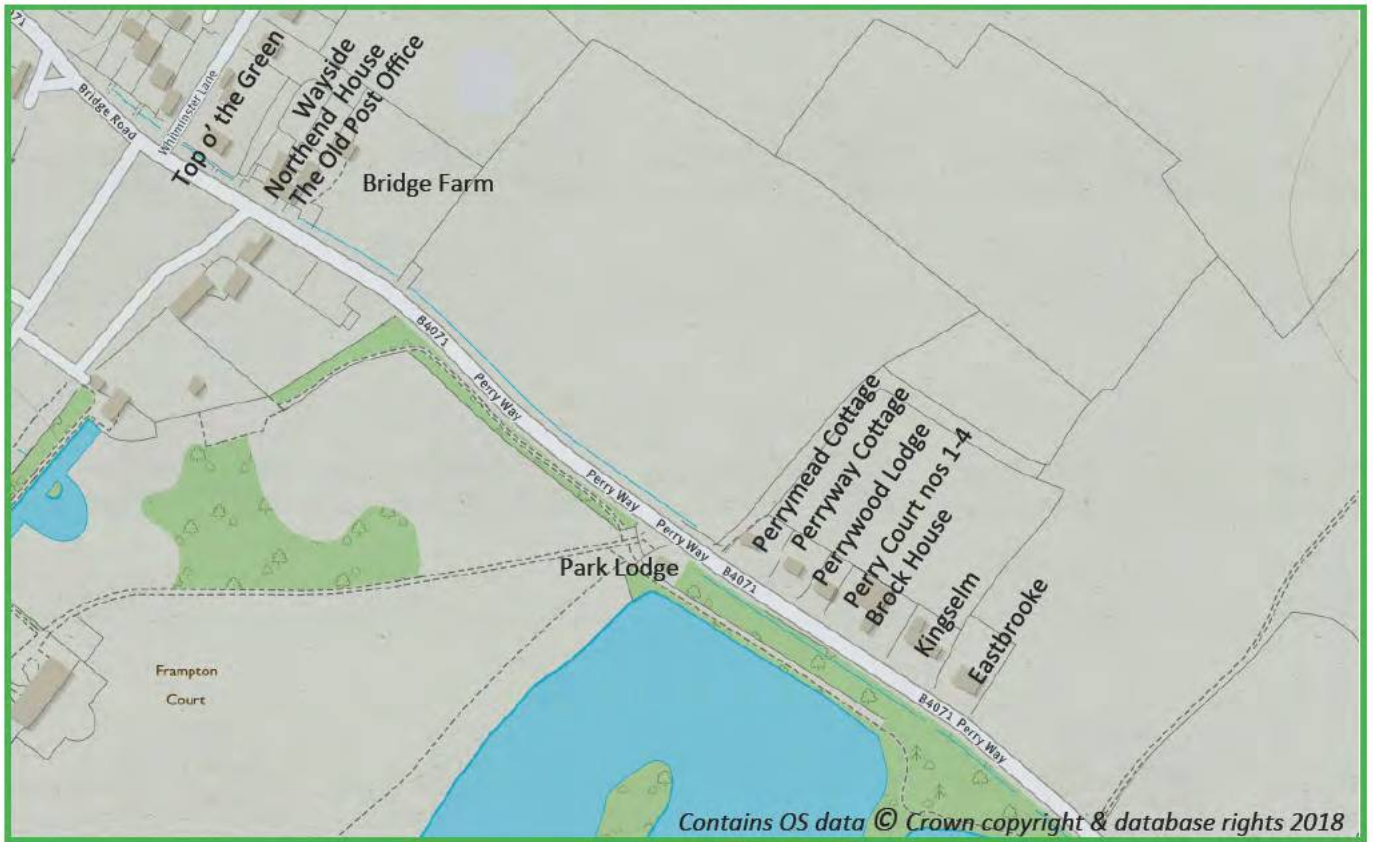 71
Bridge Road
Whitminster Lane
Top o' the Green
Wayside
Northend House
The Old Post Office
Bridge Farm
B4071
Perry Way
Perry Way
Perry Way
B4071
Park Lodge
Perrymead Cottage
Perryway Cottage
Perrywood Lodge
Perry Court nos 1-4
Brock House
Kingselm
Eastbrooke
B4071 Perry Way
Frampton
Court
Contains OS data © Crown copyright & database rights 2018